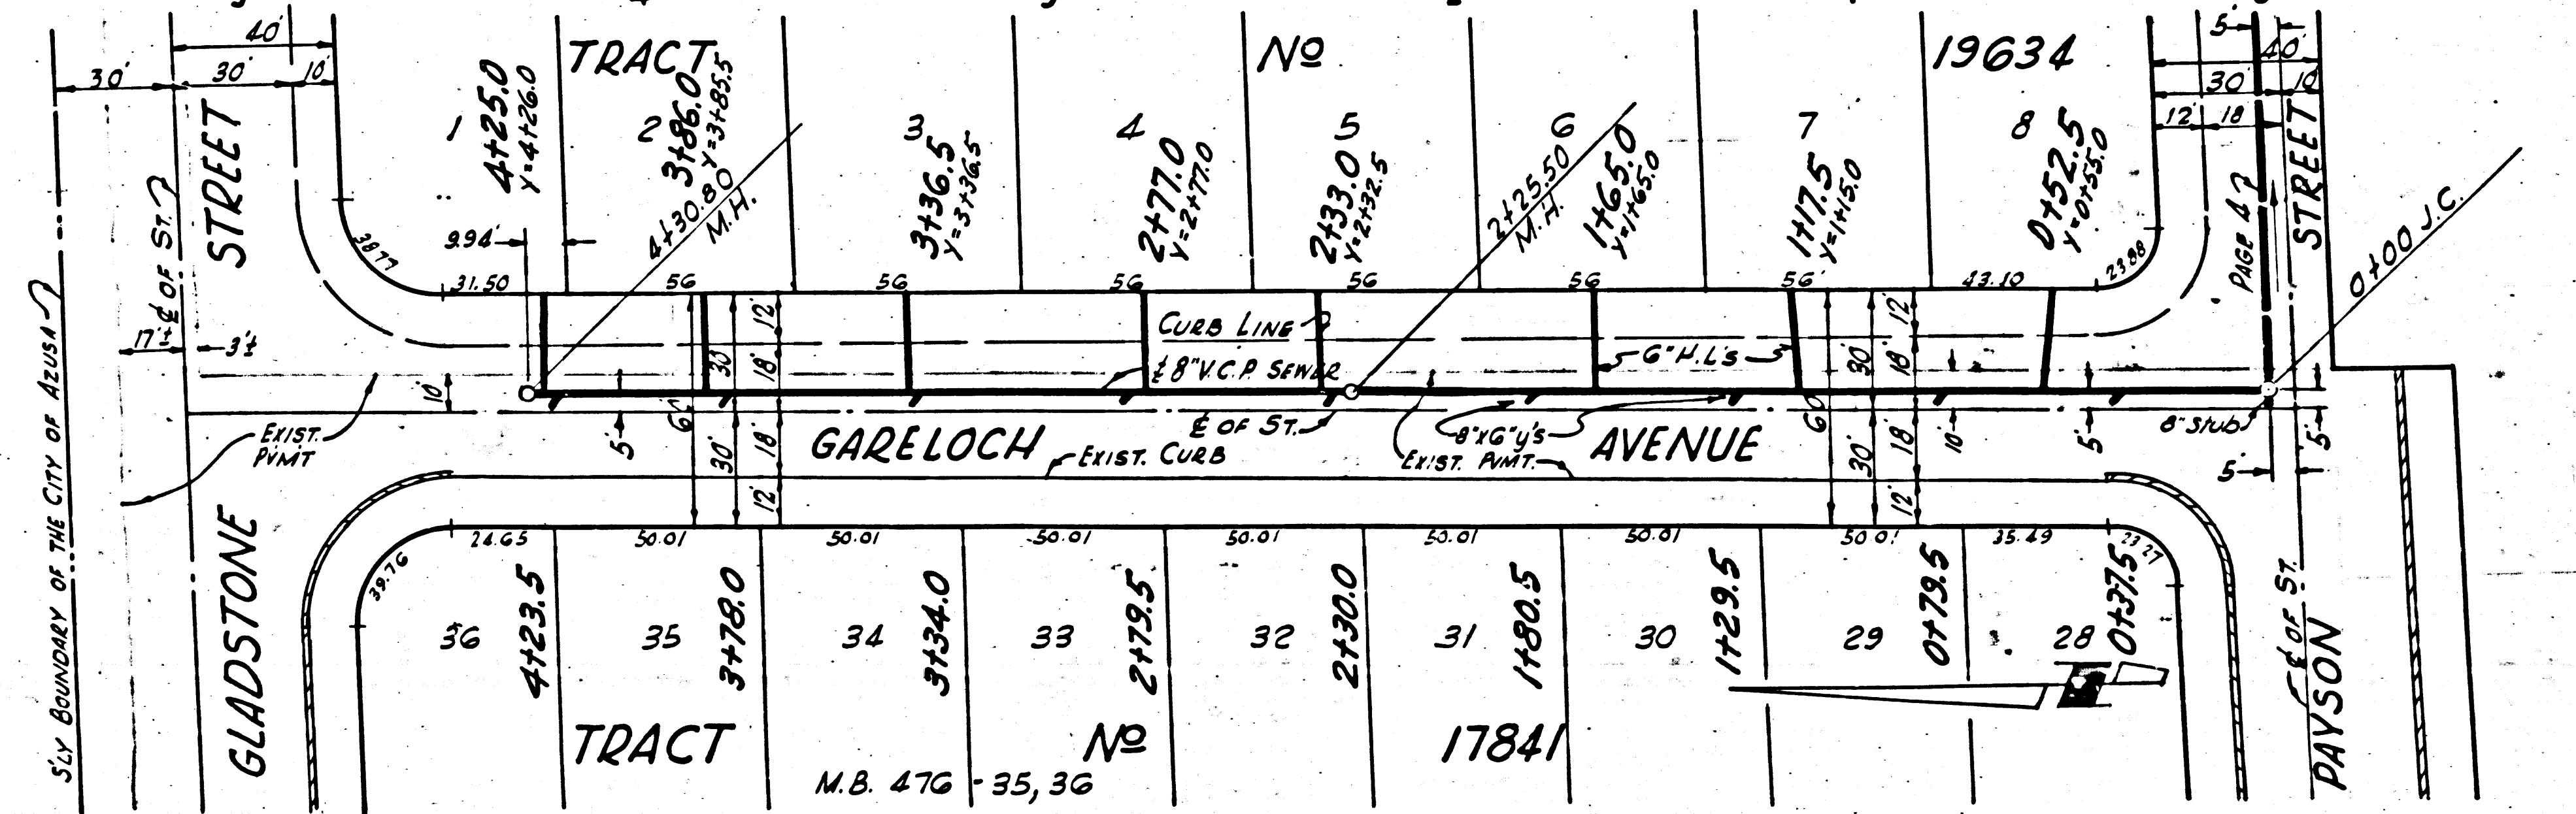 40'
30'
30'
10'
TRACT
No
19634
5'
40'
30'
10'
12'
18'
1
2
3
4
5
6
7
8
4+25.0
Y=4+26.0
3+86.0
Y=3+85.5
4+30.80
M.H.
3+36.5
Y=3+36.5
2+77.0
Y=2+77.0
2+33.0
Y=2+32.5
2+25.50
M.H.
1+65.0
Y=1+65.0
1+17.5
Y=1+15.0
0+52.5
Y=0+55.0
0+00 J.C.
PAGE 4
STREET
STREET
℄ OF ST.
38.77
9.94'
31.50
56
56
56
56
56
56'
43.10
23.88
17'±
3'±
10'
CURB LINE
℄ 8" V.C.P. SEWER
6" H.L's
12'
18'
30'
60'
30'
18'
12'
12'
18'
30'
60'
30'
18'
12'
10'
5'
5'
5'
5'
8" Stub
EXIST.
PVMT
GARELOCH
AVENUE
℄ OF ST.
8"x6" y's
EXIST. CURB
EXIST. PVMT.
S'LY BOUNDARY OF THE CITY OF AZUSA
GLADSTONE
39.76
24.65
50.01
50.01
50.01
50.01
50.01
50.01
50.01
35.49
23.27
4+23.5
3+78.0
3+34.0
2+79.5
2+30.0
1+80.5
1+29.5
0+79.5
0+37.5
36
35
34
33
32
31
30
29
28
℄ OF ST.
PAYSON
TRACT
No
17841
M.B. 476 - 35, 36